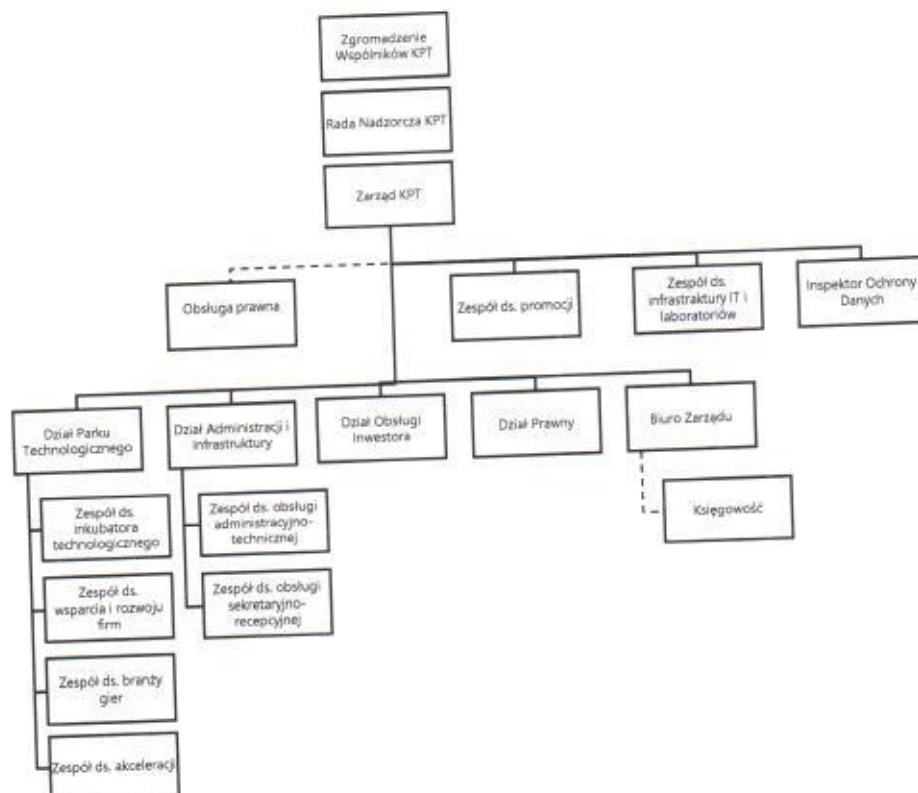 Zgromadzenie
Wspólników KPT
Rada Nadzorcza KPT
Zarząd KPT
Obsługa prawna
Zespół ds. promocji
Zespół ds.
infrastraktury IT i
laboratoriów
Inspektor Ochrony
Danych
Dział Parku
Technologicznego
Dział Administracji i
Infrastruktury
Dział Obsługi
Inwestora
Dział Prawny
Biuro Zarządu
Zespół ds.
inkubatora
technologicznego
Zespół ds. obsługi
administracyjno-
technicznej
Księgowość
Zespół ds.
wsparcia i rozwoju
firm
Zespół ds. obsługi
sekretaryjno-
recepcyjnej
Zespół ds. branży
gier
Zespół ds. akceleracji